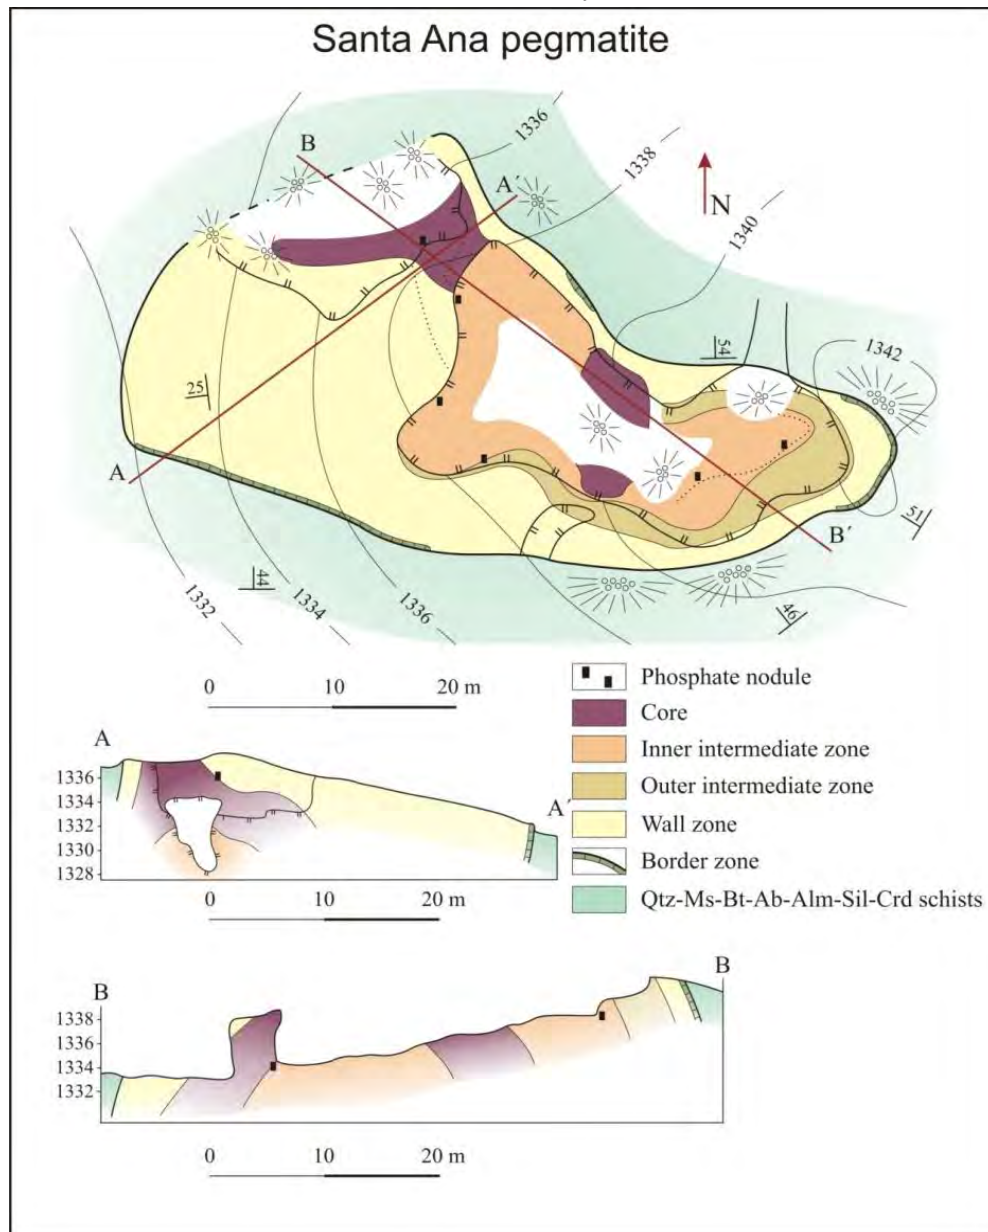 Santa Ana pegmatite
B
1336
A´
1338
N
1340
54
1342
25
A
51
B´
44
46
1332
1334
1336
0 10 20 m
Phosphate nodule
Core
Inner intermediate zone
Outer intermediate zone
Wall zone
Border zone
Qtz-Ms-Bt-Ab-Alm-Sil-Crd schists
A
1336
1334
1332
1330
1328
A´
0 10 20 m
B
B
1338
1336
1334
1332
0 10 20 m